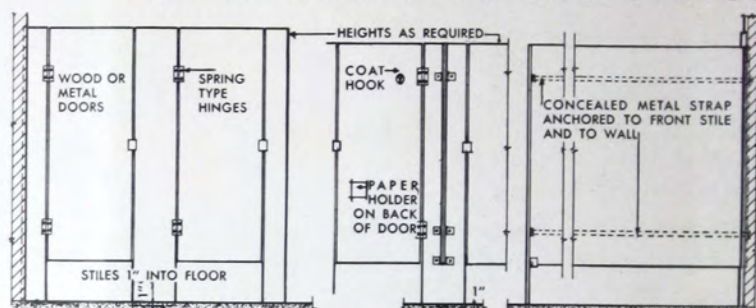 HEIGHTS AS REQUIRED
WOOD OR
METAL
DOORS
SPRING
TYPE
HINGES
COAT
HOOK
CONCEALED METAL STRAP
ANCHORED TO FRONT STILE
AND TO WALL
PAPER
HOLDER
ON BACK
OF DOOR
STILES 1" INTO FLOOR
1"
1"